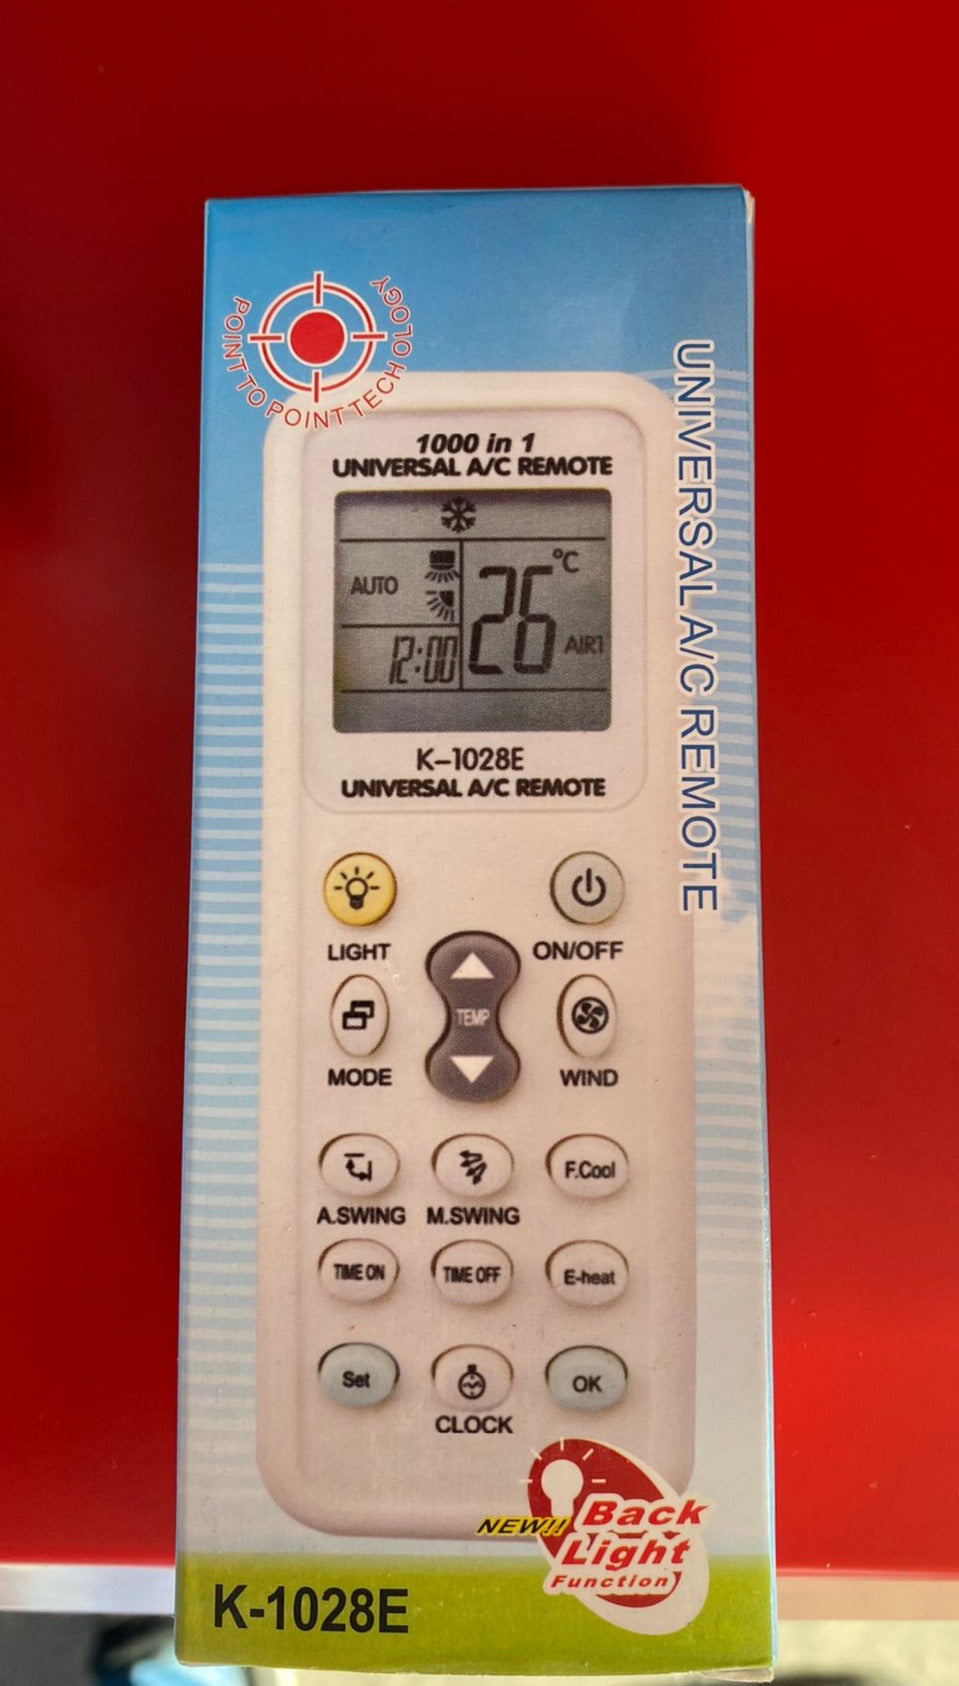 POINT TO POINT TECHOLOGY
UNIVERSAL A/C REMOTE
1000 in 1
UNIVERSAL A/C REMOTE
AUTO
26°C
12:00
AIR1
K-1028E
UNIVERSAL A/C REMOTE
LIGHT
ON/OFF
TEMP
MODE
WIND
F.Cool
A.SWING
M.SWING
TIME ON
TIME OFF
E-heat
Set
OK
CLOCK
NEW!! Back
Light
Function
K-1028E